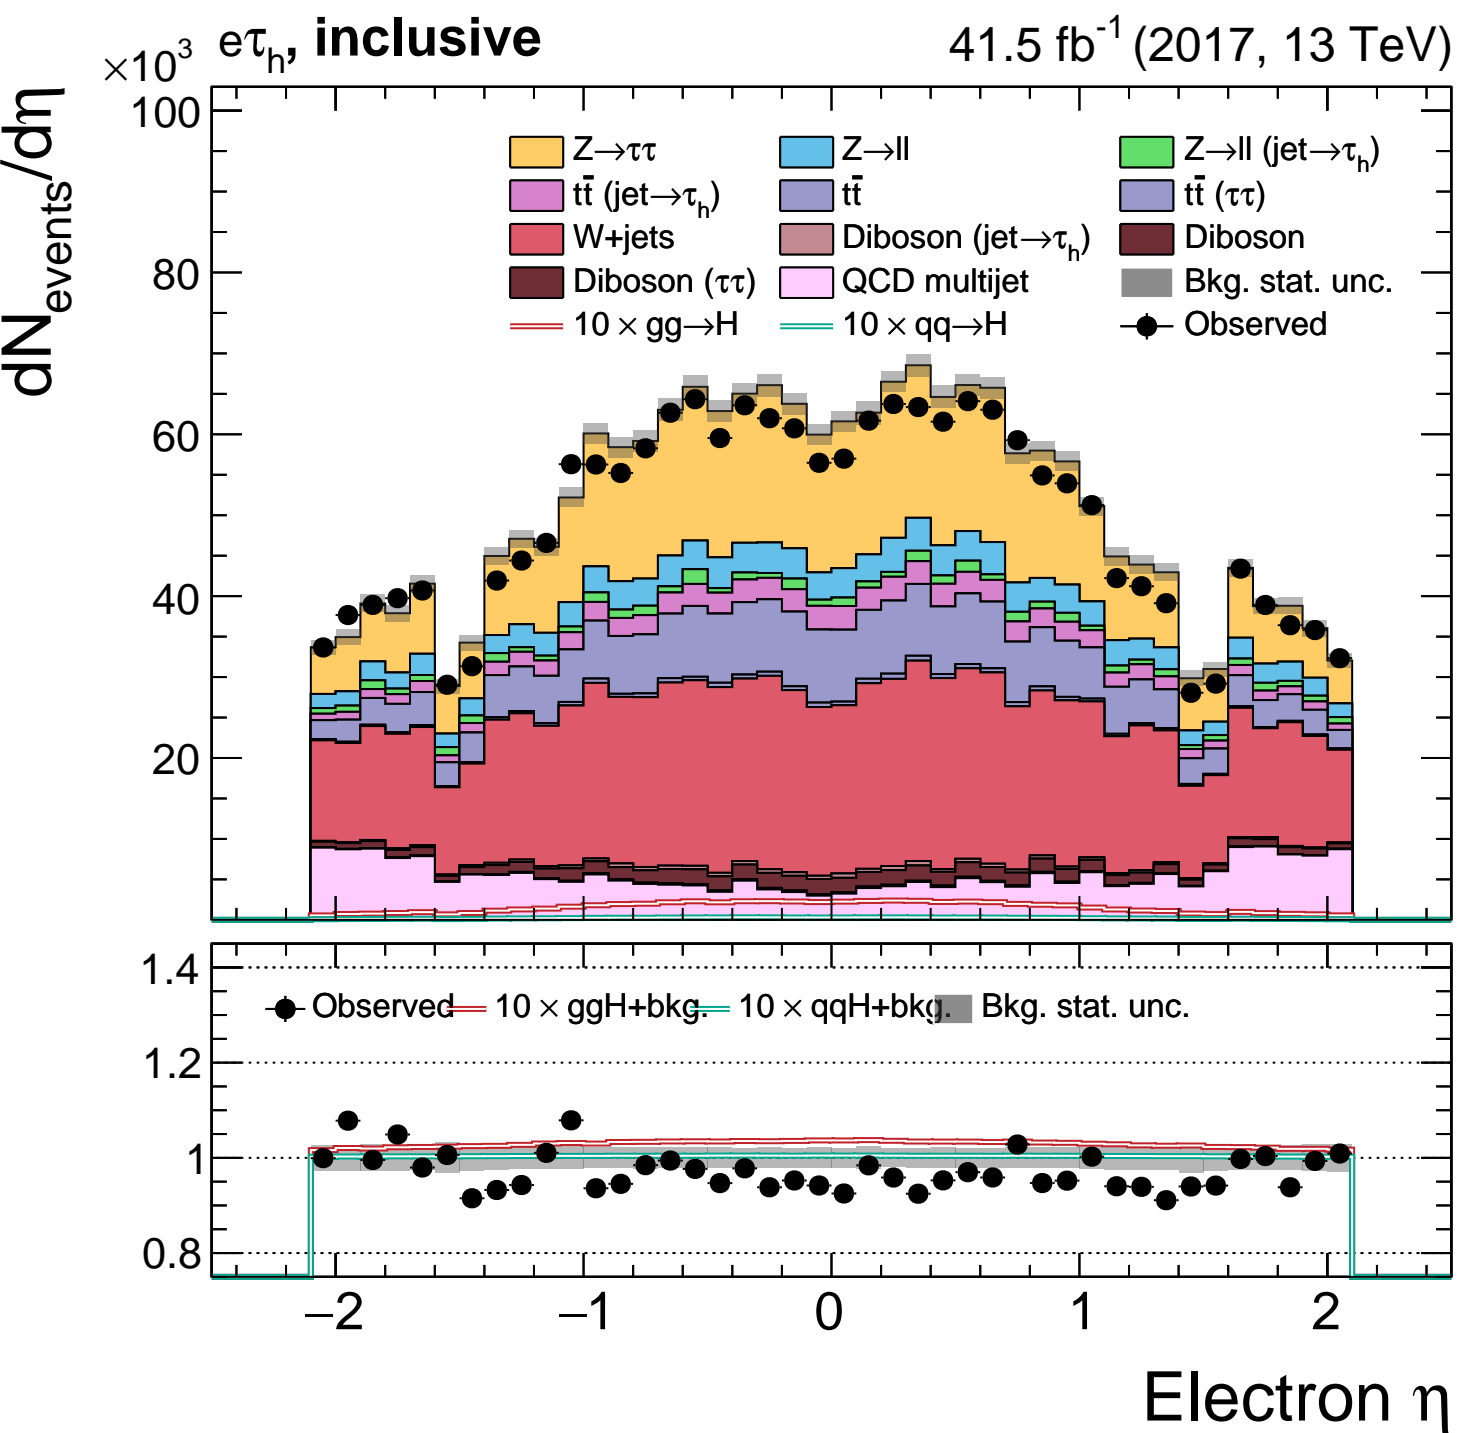 ×10³ eτₕ, inclusive 41.5 fb⁻¹ (2017, 13 TeV)
dN_events/dη
100
80
60
40
20
Z→ττ Z→ll Z→ll (jet→τₕ)
tt̄ (jet→τₕ) tt̄ tt̄ (ττ)
W+jets Diboson (jet→τₕ) Diboson
Diboson (ττ) QCD multijet Bkg. stat. unc.
10 × gg→H 10 × qq→H Observed
1.4
Observed 10 × ggH+bkg. 10 × qqH+bkg. Bkg. stat. unc.
1.2
1
0.8
−2 −1 0 1 2
Electron η